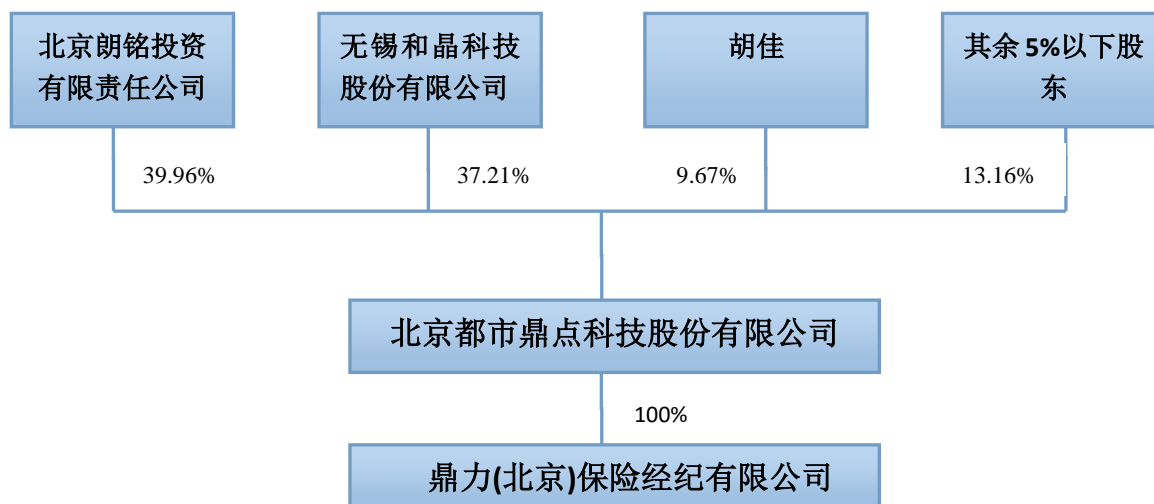 北京朗铭投资
有限责任公司
无锡和晶科技
股份有限公司
胡佳
其余 5%以下股
东
39.96%
37.21%
9.67%
13.16%
北京都市鼎点科技股份有限公司
100%
鼎力(北京)保险经纪有限公司